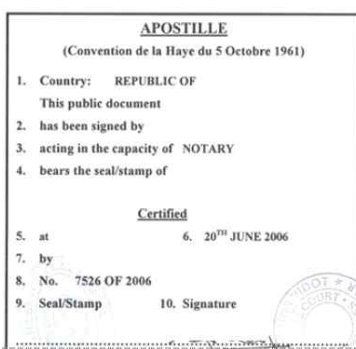 APOSTILLE
(Convention de la Haye du 5 Octobre 1961)
1. Country: REPUBLIC OF
This public document
2. has been signed by
3. acting in the capacity of NOTARY
4. bears the seal/stamp of
Certified
5. at 6. 20TH JUNE 2006
7. by
8. No. 7526 OF 2006
9. Seal/Stamp 10. Signature
COURT